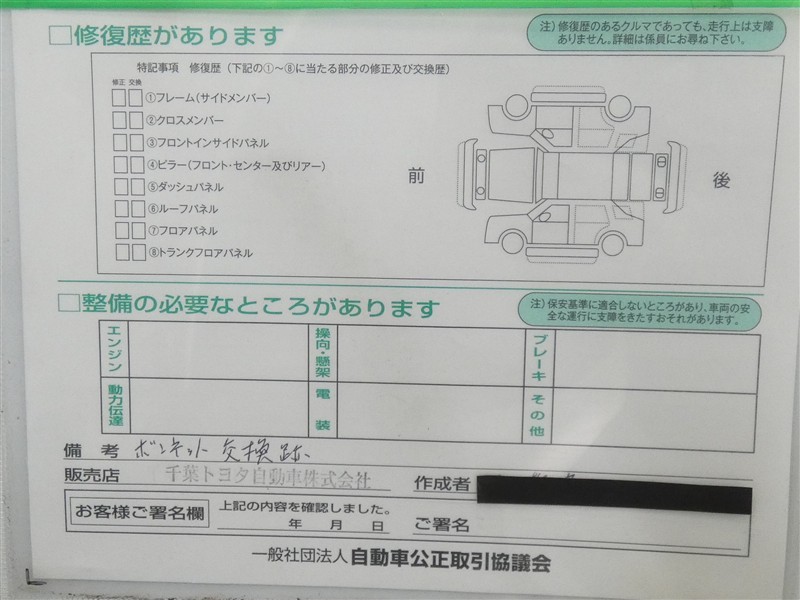 □修復歴があります
注）修復歴のあるクルマであっても、走行上は支障
ありません。詳細は係員にお尋ね下さい。
特記事項　修復歴（下記の①～⑧に当たる部分の修正及び交換歴）
修正 交換
①フレーム（サイドメンバー）
②クロスメンバー
③フロントインサイドパネル
④ピラー（フロント・センター及びリアー）
⑤ダッシュパネル
⑥ルーフパネル
⑦フロアパネル
⑧トランクフロアパネル
前
後
□整備の必要なところがあります
注）保安基準に適合しないところがあり、車両の安
全な運行に支障をきたすおそれがあります。
エンジン
操向・懸架
ブレーキ
動力伝達
電装
その他
備考 ボンネット 交換跡
販売店 千葉トヨタ自動車株式会社 作成者
お客様ご署名欄
上記の内容を確認しました。
年　月　日 ご署名
一般社団法人 自動車公正取引協議会